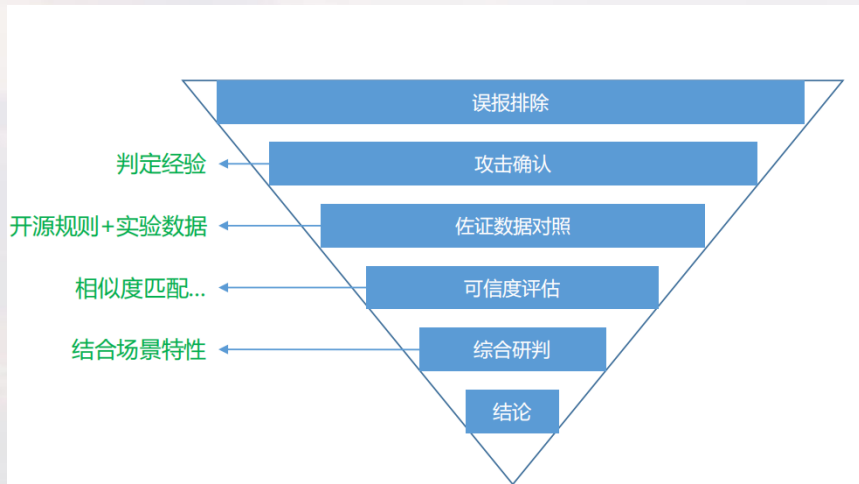 误报排除
判定经验
攻击确认
开源规则+实验数据
佐证数据对照
相似度匹配...
可信度评估
结合场景特性
综合研判
结论